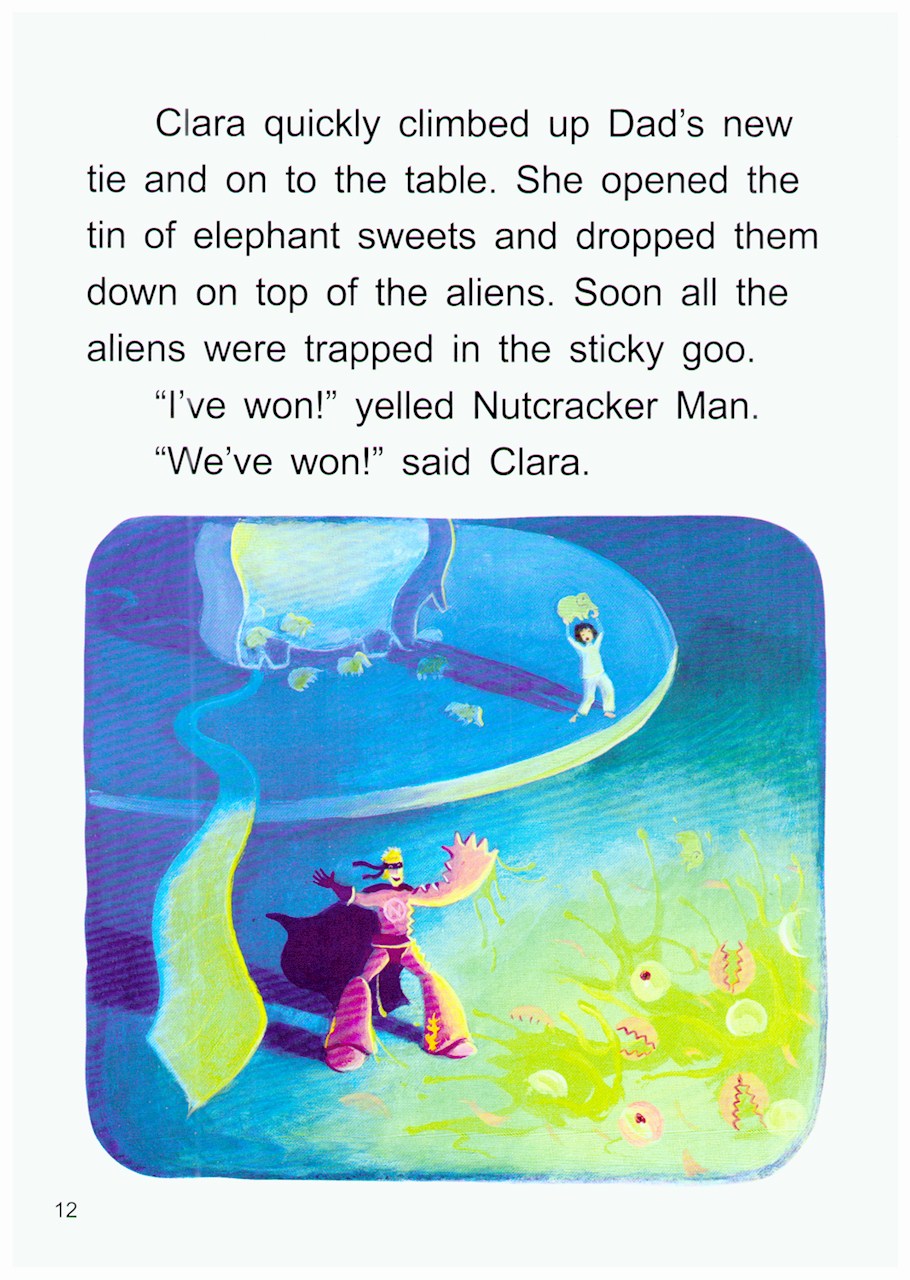 Clara quickly climbed up Dad’s new
tie and on to the table. She opened the
tin of elephant sweets and dropped them
down on top of the aliens. Soon all the
aliens were trapped in the sticky goo.
“I’ve won!” yelled Nutcracker Man.
“We’ve won!” said Clara.
N
12